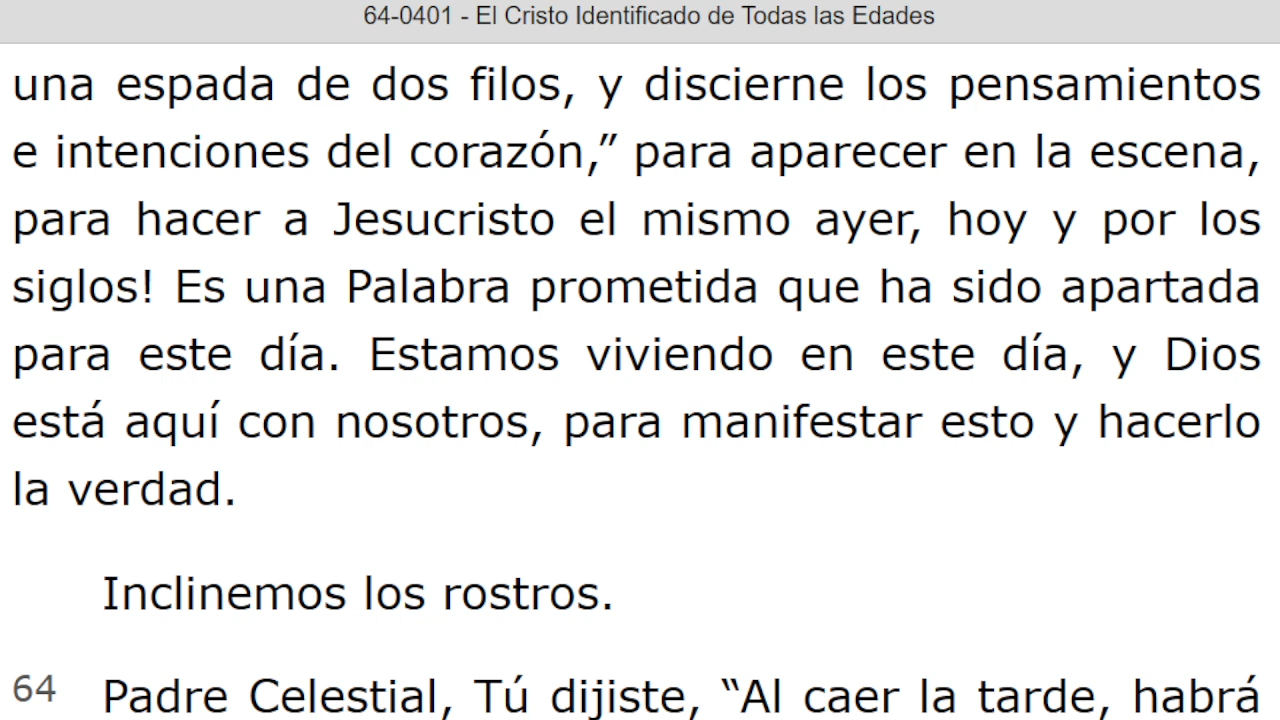 64-0401 - El Cristo Identificado de Todas las Edades
una espada de dos filos, y discierne los pensamientos
e intenciones del corazón,” para aparecer en la escena,
para hacer a Jesucristo el mismo ayer, hoy y por los
siglos! Es una Palabra prometida que ha sido apartada
para este día. Estamos viviendo en este día, y Dios
está aquí con nosotros, para manifestar esto y hacerlo
la verdad.
Inclinemos los rostros.
64 Padre Celestial, Tú dijiste, “Al caer la tarde, habrá